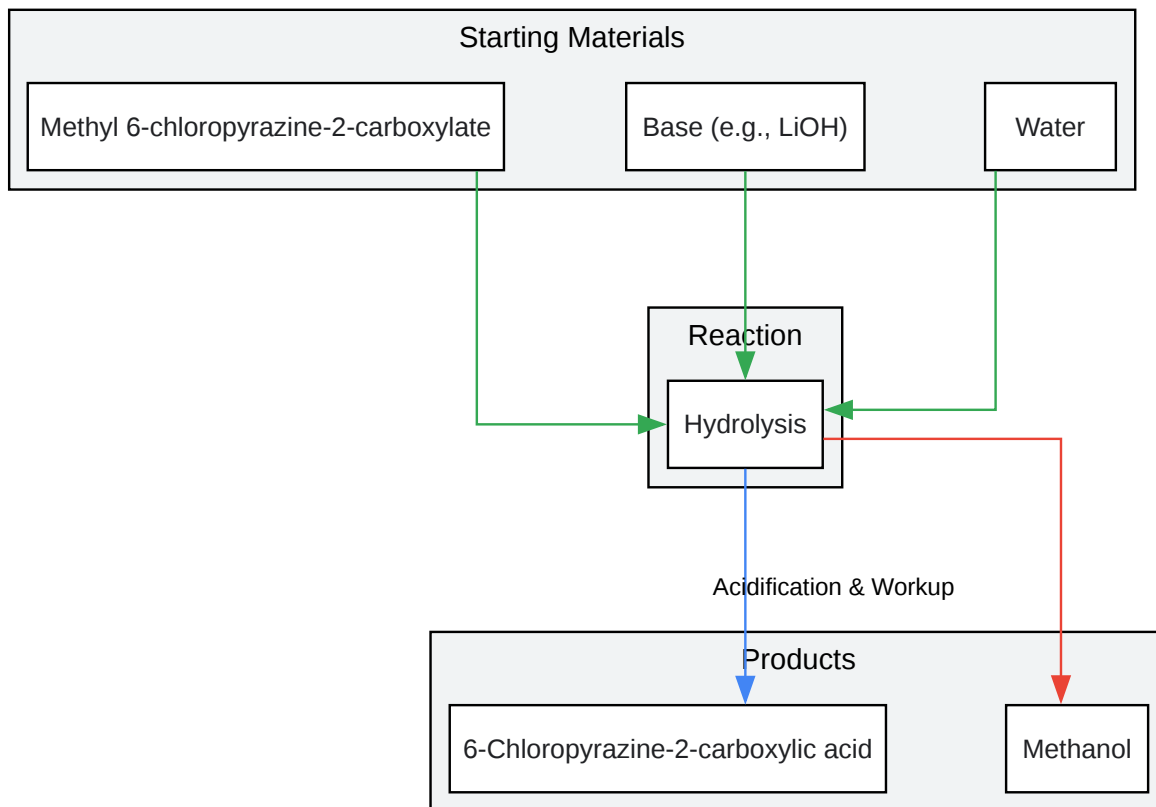 Starting Materials
Methyl 6-chloropyrazine-2-carboxylate
Base (e.g., LiOH)
Water
Reaction
Hydrolysis
Acidification & Workup
Products
6-Chloropyrazine-2-carboxylic acid
Methanol